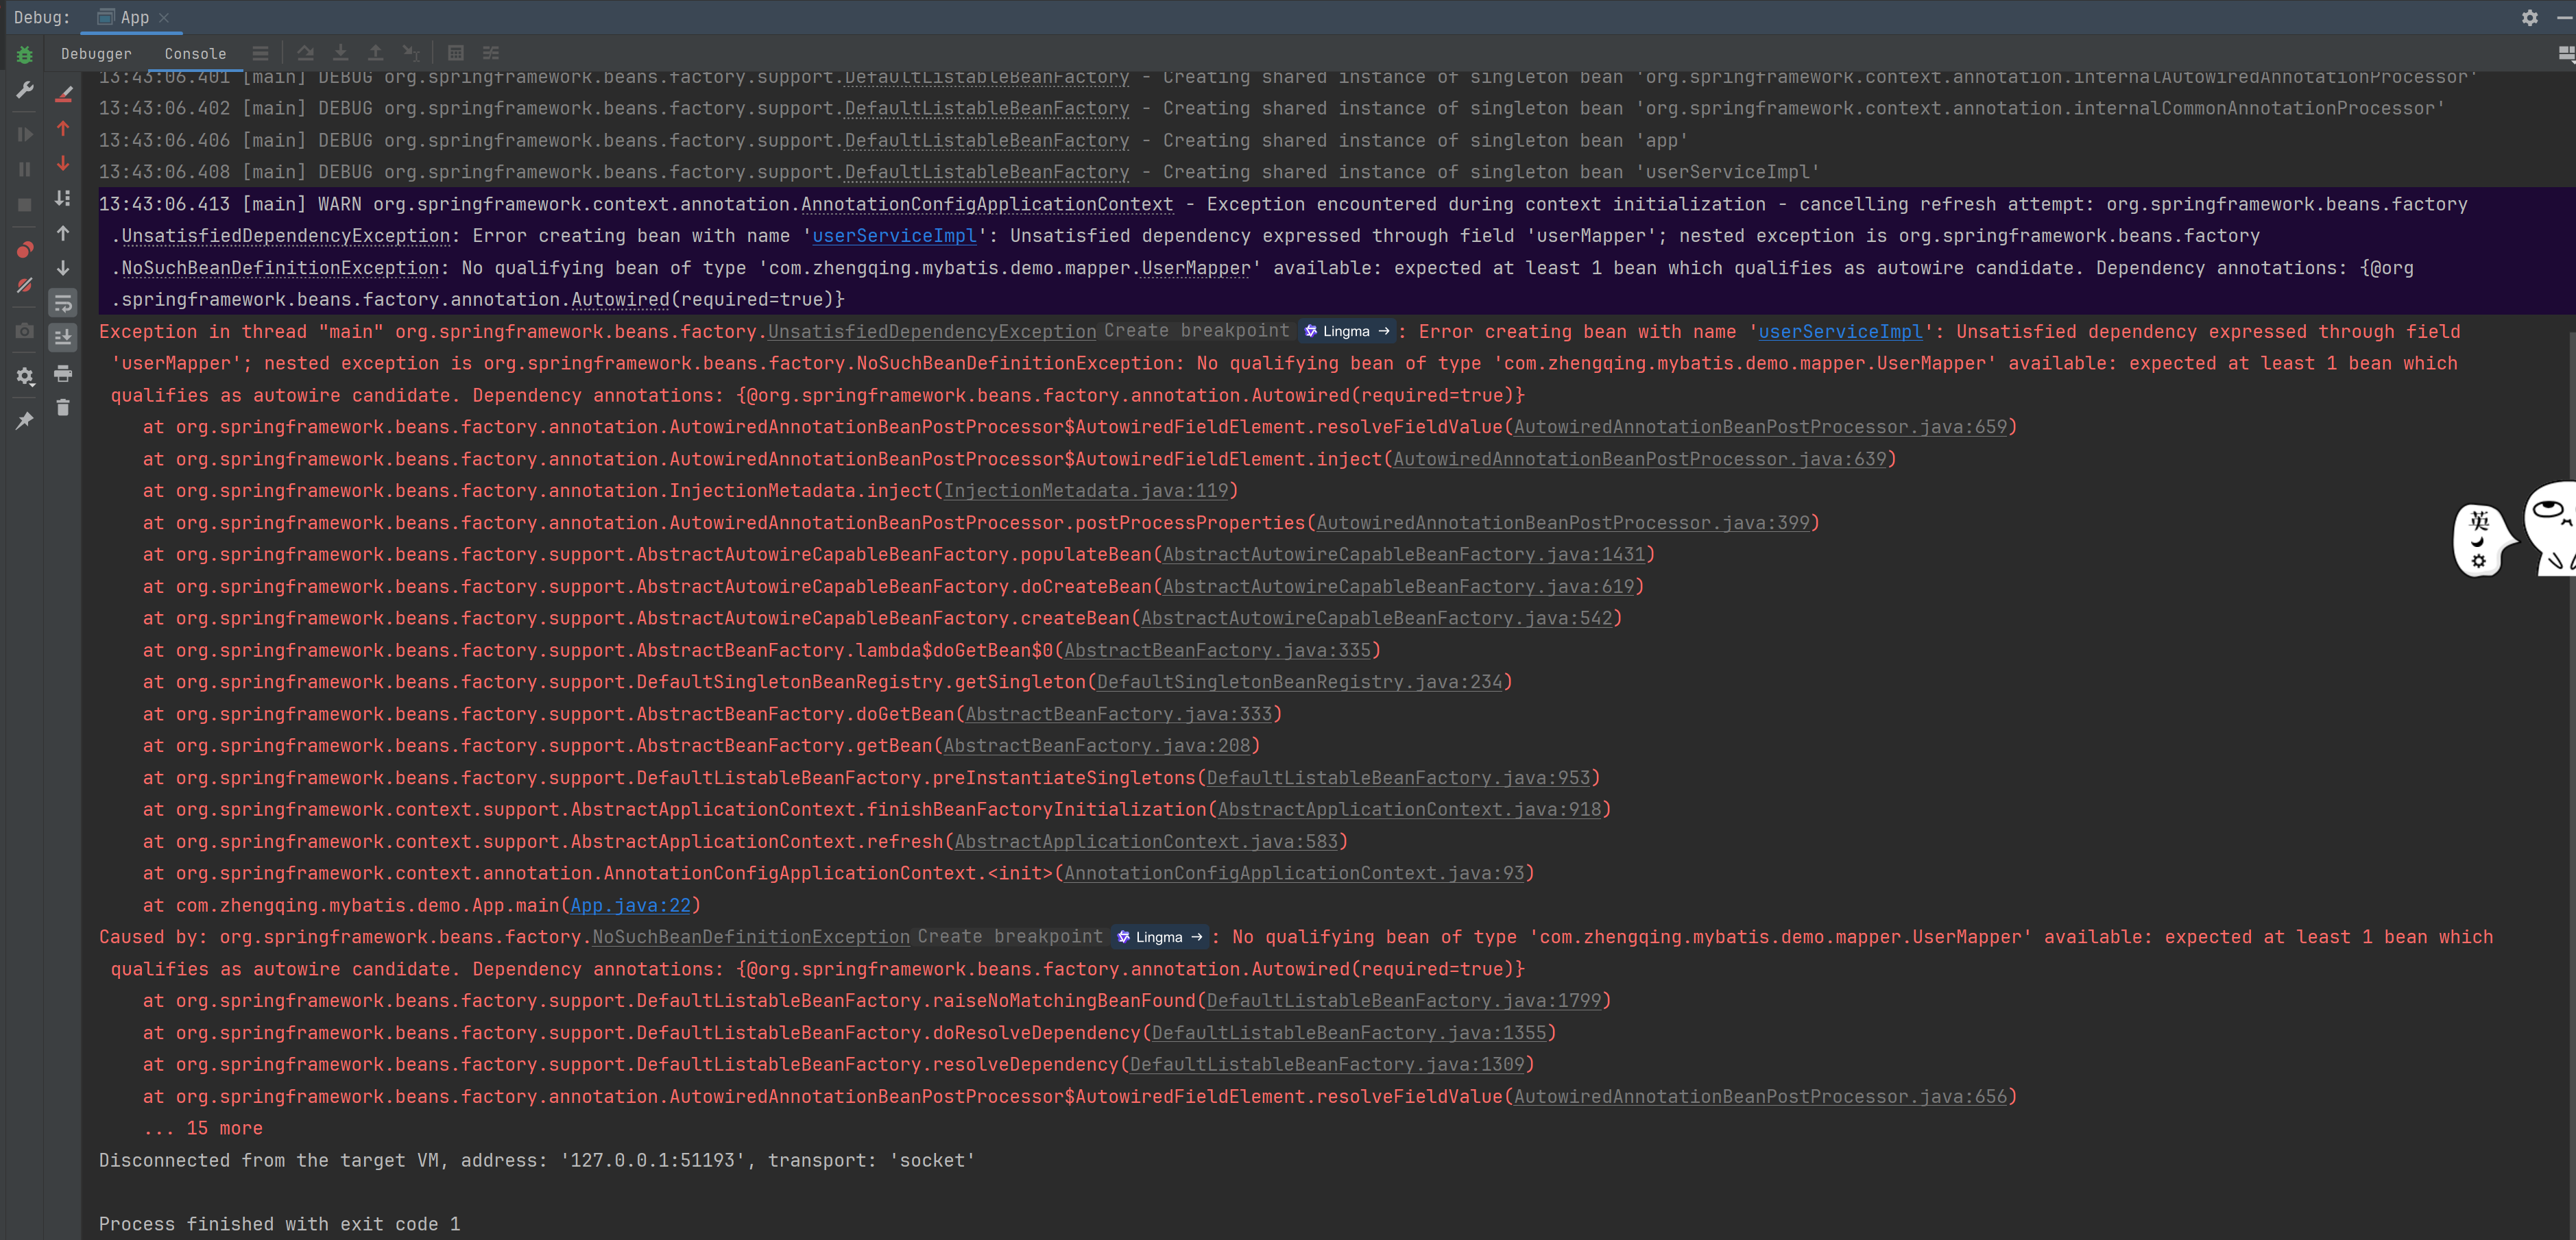 Debug: App
Debugger Console
13:43:06.401 [main] DEBUG org.springframework.beans.factory.support.DefaultListableBeanFactory - Creating shared instance of singleton bean 'org.springframework.context.annotation.internalAutowiredAnnotationProcessor'
13:43:06.402 [main] DEBUG org.springframework.beans.factory.support.DefaultListableBeanFactory - Creating shared instance of singleton bean 'org.springframework.context.annotation.internalCommonAnnotationProcessor'
13:43:06.406 [main] DEBUG org.springframework.beans.factory.support.DefaultListableBeanFactory - Creating shared instance of singleton bean 'app'
13:43:06.408 [main] DEBUG org.springframework.beans.factory.support.DefaultListableBeanFactory - Creating shared instance of singleton bean 'userServiceImpl'
13:43:06.413 [main] WARN org.springframework.context.annotation.AnnotationConfigApplicationContext - Exception encountered during context initialization - cancelling refresh attempt: org.springframework.beans.factory
.UnsatisfiedDependencyException: Error creating bean with name 'userServiceImpl': Unsatisfied dependency expressed through field 'userMapper'; nested exception is org.springframework.beans.factory
.NoSuchBeanDefinitionException: No qualifying bean of type 'com.zhengqing.mybatis.demo.mapper.UserMapper' available: expected at least 1 bean which qualifies as autowire candidate. Dependency annotations: {@org
.springframework.beans.factory.annotation.Autowired(required=true)}
Exception in thread "main" org.springframework.beans.factory.UnsatisfiedDependencyException Create breakpoint Lingma → : Error creating bean with name 'userServiceImpl': Unsatisfied dependency expressed through field
'userMapper'; nested exception is org.springframework.beans.factory.NoSuchBeanDefinitionException: No qualifying bean of type 'com.zhengqing.mybatis.demo.mapper.UserMapper' available: expected at least 1 bean which
qualifies as autowire candidate. Dependency annotations: {@org.springframework.beans.factory.annotation.Autowired(required=true)}
at org.springframework.beans.factory.annotation.AutowiredAnnotationBeanPostProcessor$AutowiredFieldElement.resolveFieldValue(AutowiredAnnotationBeanPostProcessor.java:659)
at org.springframework.beans.factory.annotation.AutowiredAnnotationBeanPostProcessor$AutowiredFieldElement.inject(AutowiredAnnotationBeanPostProcessor.java:639)
at org.springframework.beans.factory.annotation.InjectionMetadata.inject(InjectionMetadata.java:119)
at org.springframework.beans.factory.annotation.AutowiredAnnotationBeanPostProcessor.postProcessProperties(AutowiredAnnotationBeanPostProcessor.java:399)
at org.springframework.beans.factory.support.AbstractAutowireCapableBeanFactory.populateBean(AbstractAutowireCapableBeanFactory.java:1431)
at org.springframework.beans.factory.support.AbstractAutowireCapableBeanFactory.doCreateBean(AbstractAutowireCapableBeanFactory.java:619)
at org.springframework.beans.factory.support.AbstractAutowireCapableBeanFactory.createBean(AbstractAutowireCapableBeanFactory.java:542)
at org.springframework.beans.factory.support.AbstractBeanFactory.lambda$doGetBean$0(AbstractBeanFactory.java:335)
at org.springframework.beans.factory.support.DefaultSingletonBeanRegistry.getSingleton(DefaultSingletonBeanRegistry.java:234)
at org.springframework.beans.factory.support.AbstractBeanFactory.doGetBean(AbstractBeanFactory.java:333)
at org.springframework.beans.factory.support.AbstractBeanFactory.getBean(AbstractBeanFactory.java:208)
at org.springframework.beans.factory.support.DefaultListableBeanFactory.preInstantiateSingletons(DefaultListableBeanFactory.java:953)
at org.springframework.context.support.AbstractApplicationContext.finishBeanFactoryInitialization(AbstractApplicationContext.java:918)
at org.springframework.context.support.AbstractApplicationContext.refresh(AbstractApplicationContext.java:583)
at org.springframework.context.annotation.AnnotationConfigApplicationContext.<init>(AnnotationConfigApplicationContext.java:93)
at com.zhengqing.mybatis.demo.App.main(App.java:22)
Caused by: org.springframework.beans.factory.NoSuchBeanDefinitionException Create breakpoint Lingma → : No qualifying bean of type 'com.zhengqing.mybatis.demo.mapper.UserMapper' available: expected at least 1 bean which
qualifies as autowire candidate. Dependency annotations: {@org.springframework.beans.factory.annotation.Autowired(required=true)}
at org.springframework.beans.factory.support.DefaultListableBeanFactory.raiseNoMatchingBeanFound(DefaultListableBeanFactory.java:1799)
at org.springframework.beans.factory.support.DefaultListableBeanFactory.doResolveDependency(DefaultListableBeanFactory.java:1355)
at org.springframework.beans.factory.support.DefaultListableBeanFactory.resolveDependency(DefaultListableBeanFactory.java:1309)
at org.springframework.beans.factory.annotation.AutowiredAnnotationBeanPostProcessor$AutowiredFieldElement.resolveFieldValue(AutowiredAnnotationBeanPostProcessor.java:656)
... 15 more
Disconnected from the target VM, address: '127.0.0.1:51193', transport: 'socket'
Process finished with exit code 1
英